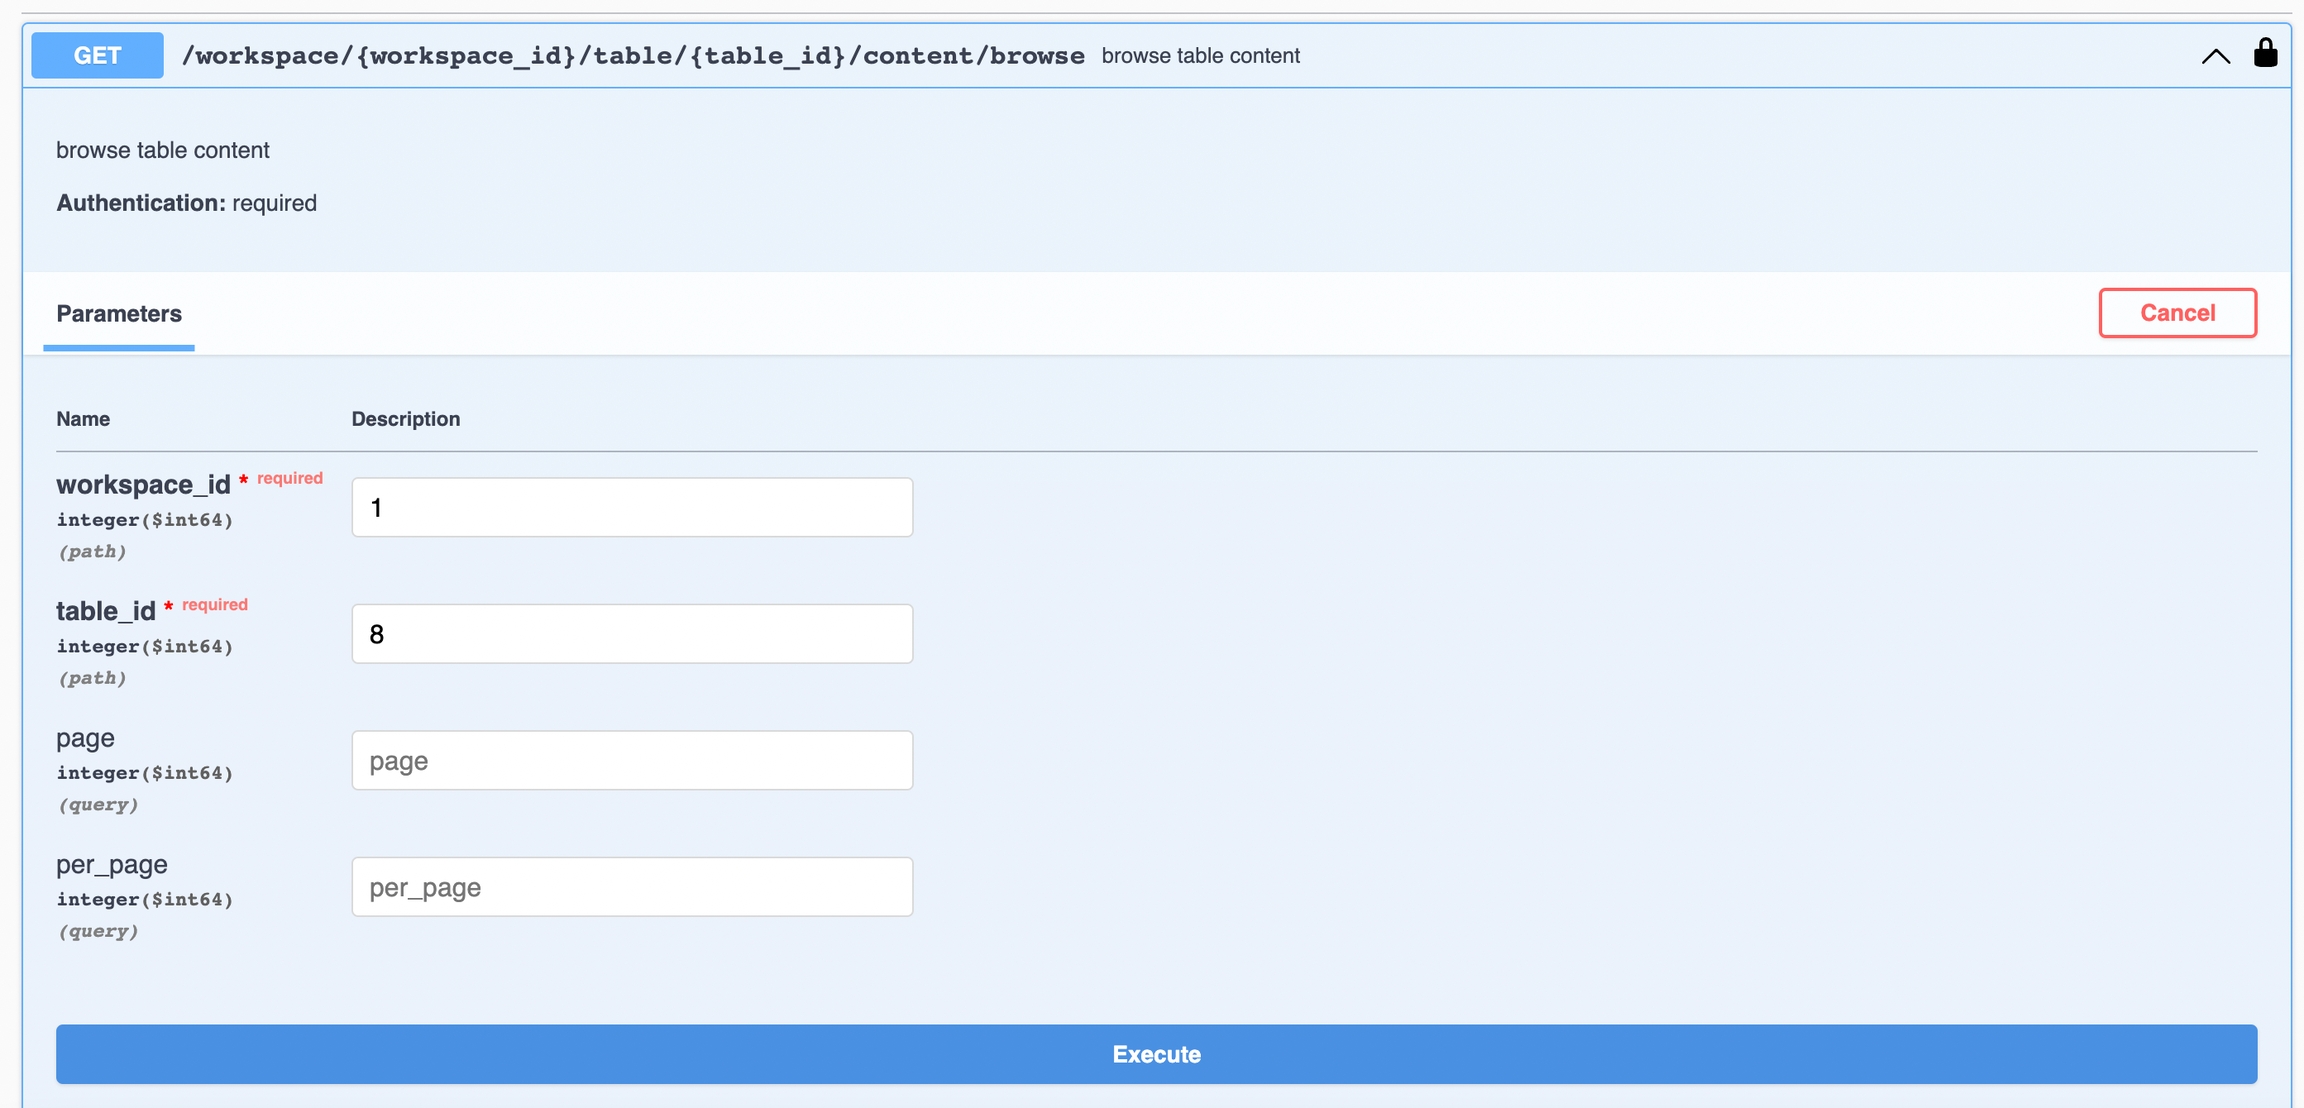 GET /workspace/{workspace_id}/table/{table_id}/content/browse browse table content
browse table content
Authentication: required
Parameters
Cancel
Name Description
workspace_id * required
1
integer($int64)
(path)
table_id * required
8
integer($int64)
(path)
page
page
integer($int64)
(query)
per_page
per_page
integer($int64)
(query)
Execute